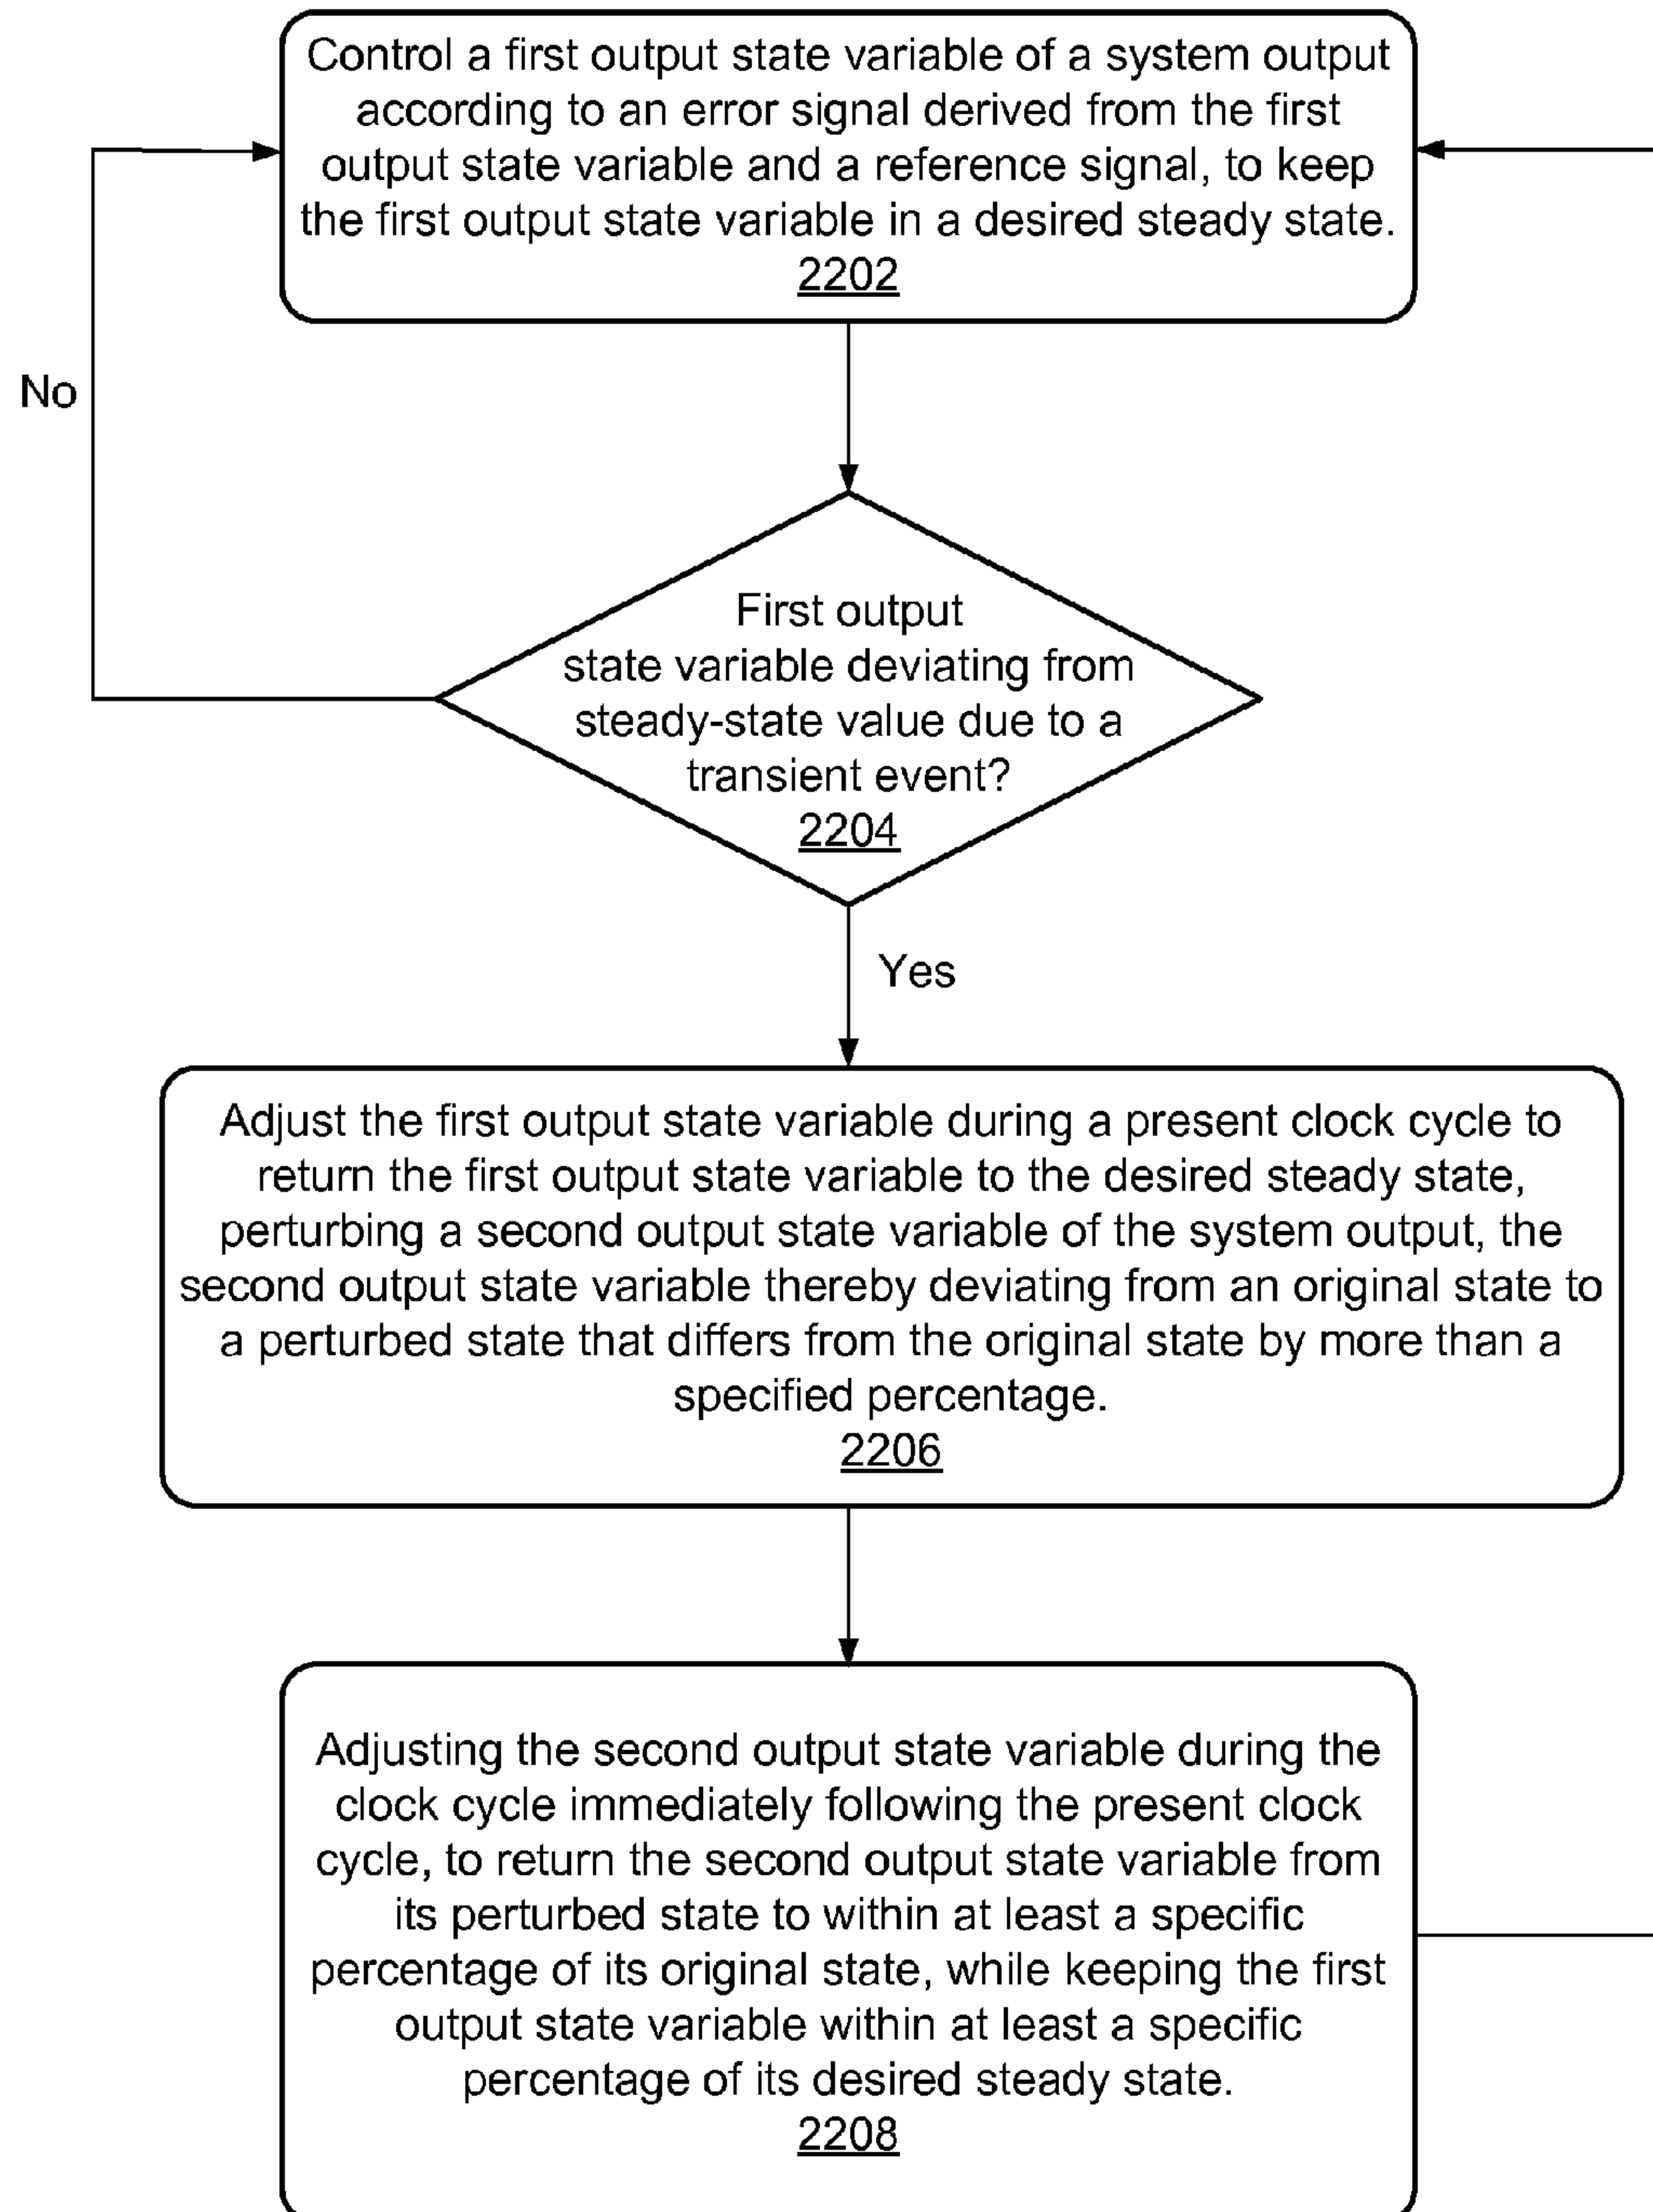 Control a first output state variable of a system output
according to an error signal derived from the first
output state variable and a reference signal, to keep
the first output state variable in a desired steady state.
2202
No
First output
state variable deviating from
steady-state value due to a
transient event?
2204
Yes
Adjust the first output state variable during a present clock cycle to
return the first output state variable to the desired steady state,
perturbing a second output state variable of the system output, the
second output state variable thereby deviating from an original state to
a perturbed state that differs from the original state by more than a
specified percentage.
2206
Adjusting the second output state variable during the
clock cycle immediately following the present clock
cycle, to return the second output state variable from
its perturbed state to within at least a specific
percentage of its original state, while keeping the first
output state variable within at least a specific
percentage of its desired steady state.
2208